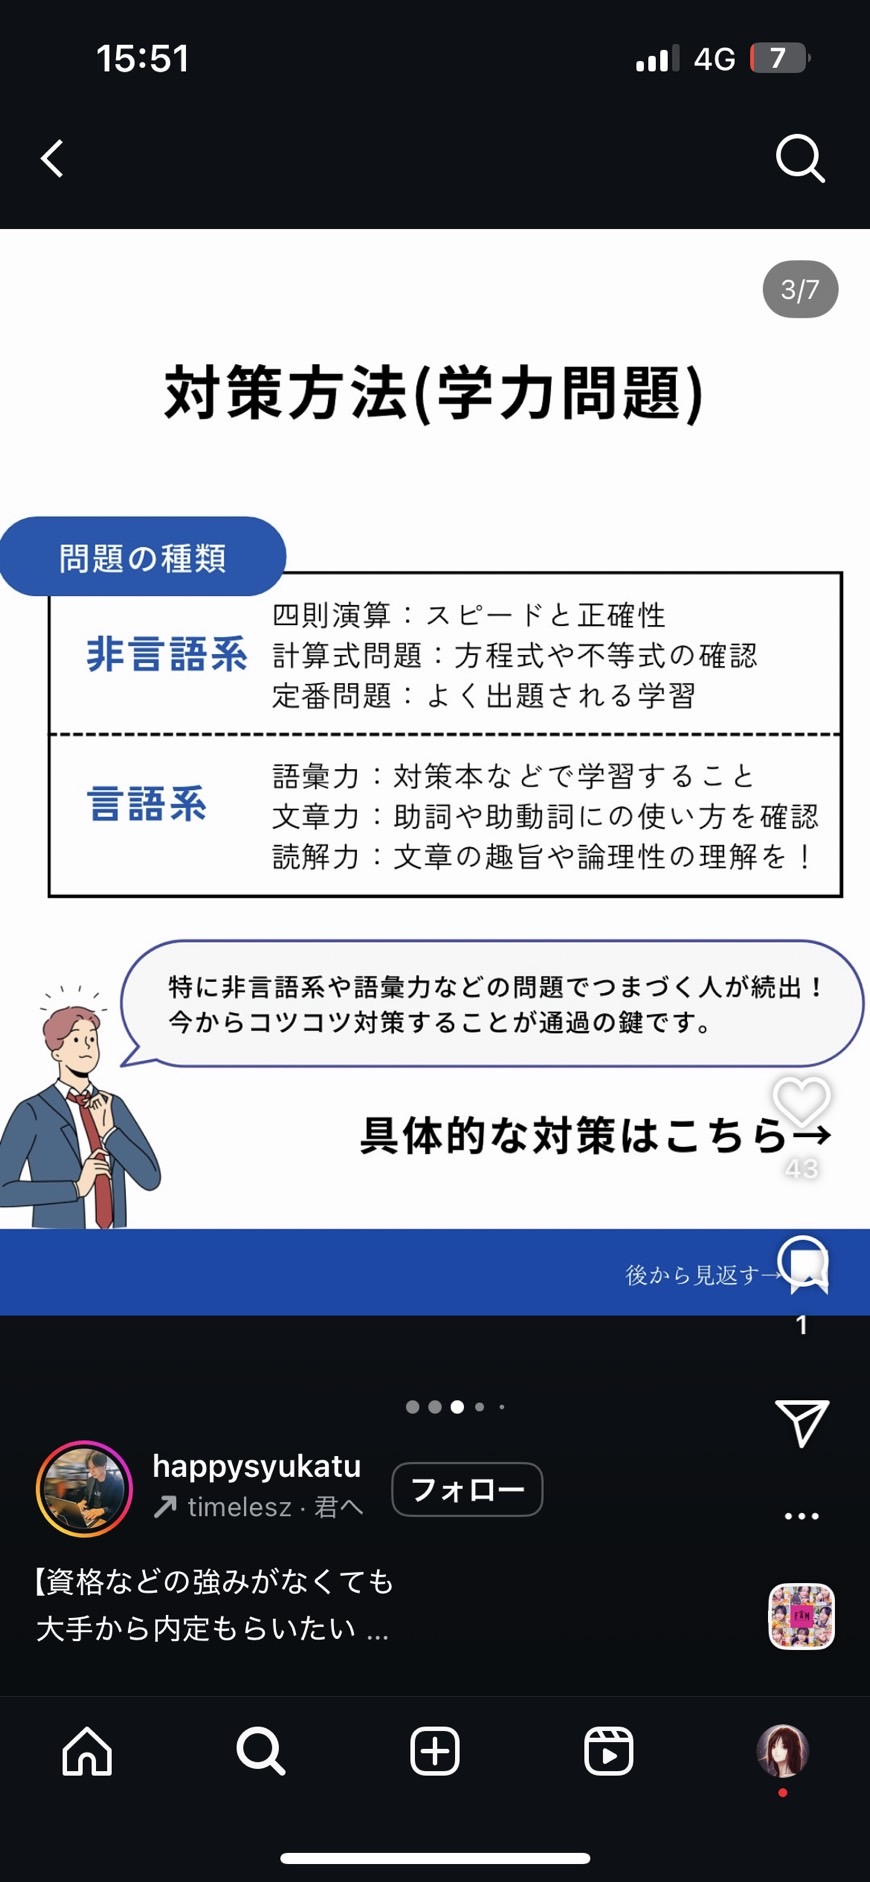 15:51
4G
7
3/7
対策方法(学力問題)
問題の種類
非言語系
四則演算：スピードと正確性
計算式問題：方程式や不等式の確認
定番問題：よく出題される学習
言語系
語彙力：対策本などで学習すること
文章力：助詞や助動詞にの使い方を確認
読解力：文章の趣旨や論理性の理解を！
特に非言語系や語彙力などの問題でつまづく人が続出！
今からコツコツ対策することが通過の鍵です。
具体的な対策はこちら→
43
後から見返す→
1
happysyukatu
フォロー
timelesz · 君へ
【資格などの強みがなくても
大手から内定もらいたい ...